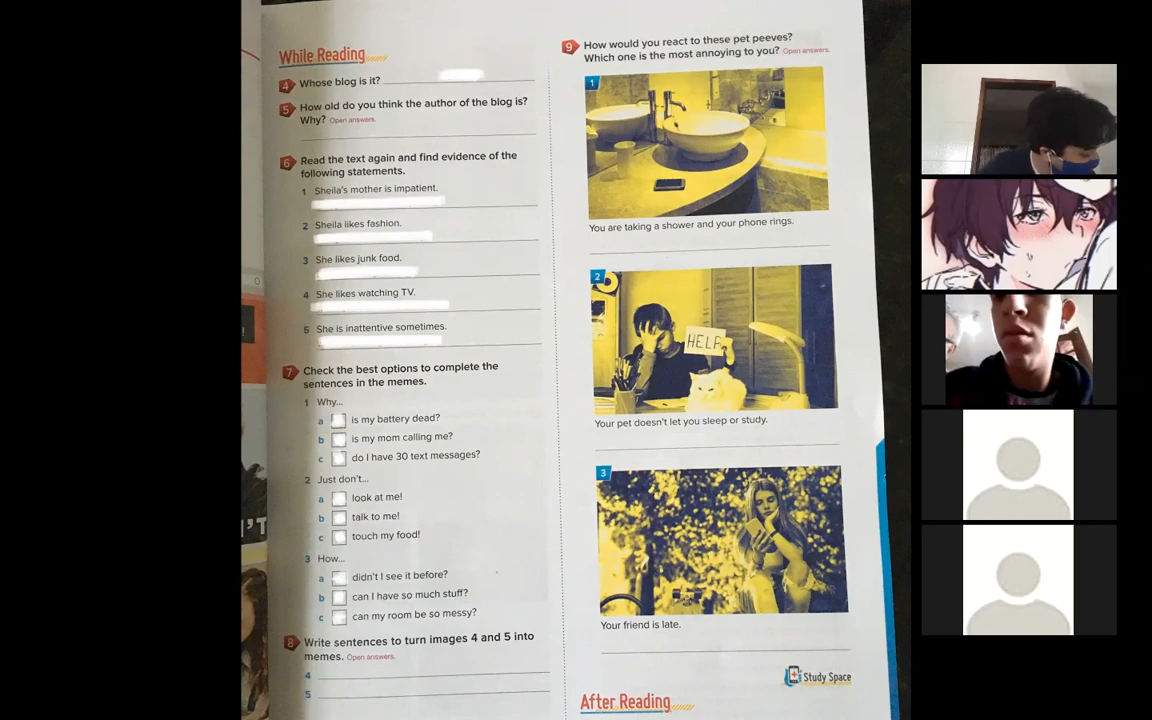 While Reading
4 Whose blog is it?
5 How old do you think the author of the blog is?
Why? Open answers.
6 Read the text again and find evidence of the
following statements.
1 Sheila's mother is impatient.
2 Sheila likes fashion.
3 She likes junk food.
4 She likes watching TV.
5 She is inattentive sometimes.
7 Check the best options to complete the
sentences in the memes.
1 Why...
a is my battery dead?
b is my mom calling me?
c do I have 30 text messages?
2 Just don't...
a look at me!
b talk to me!
c touch my food!
3 How...
a didn't I see it before?
b can I have so much stuff?
c can my room be so messy?
8 Write sentences to turn images 4 and 5 into
memes. Open answers.
4
5
9 How would you react to these pet peeves?
Which one is the most annoying to you? Open answers.
1
You are taking a shower and your phone rings.
2
HELP
Your pet doesn't let you sleep or study.
3
Your friend is late.
Study Space
After Reading
N'T